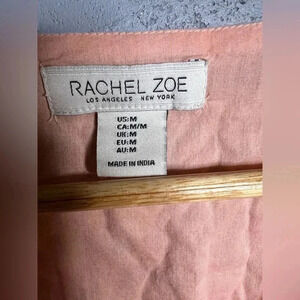 RACHEL ZOE
LOS ANGELES NEW YORK
US:M
CA:M/M
UK:M
EU:M
AU:M
MADE IN INDIA